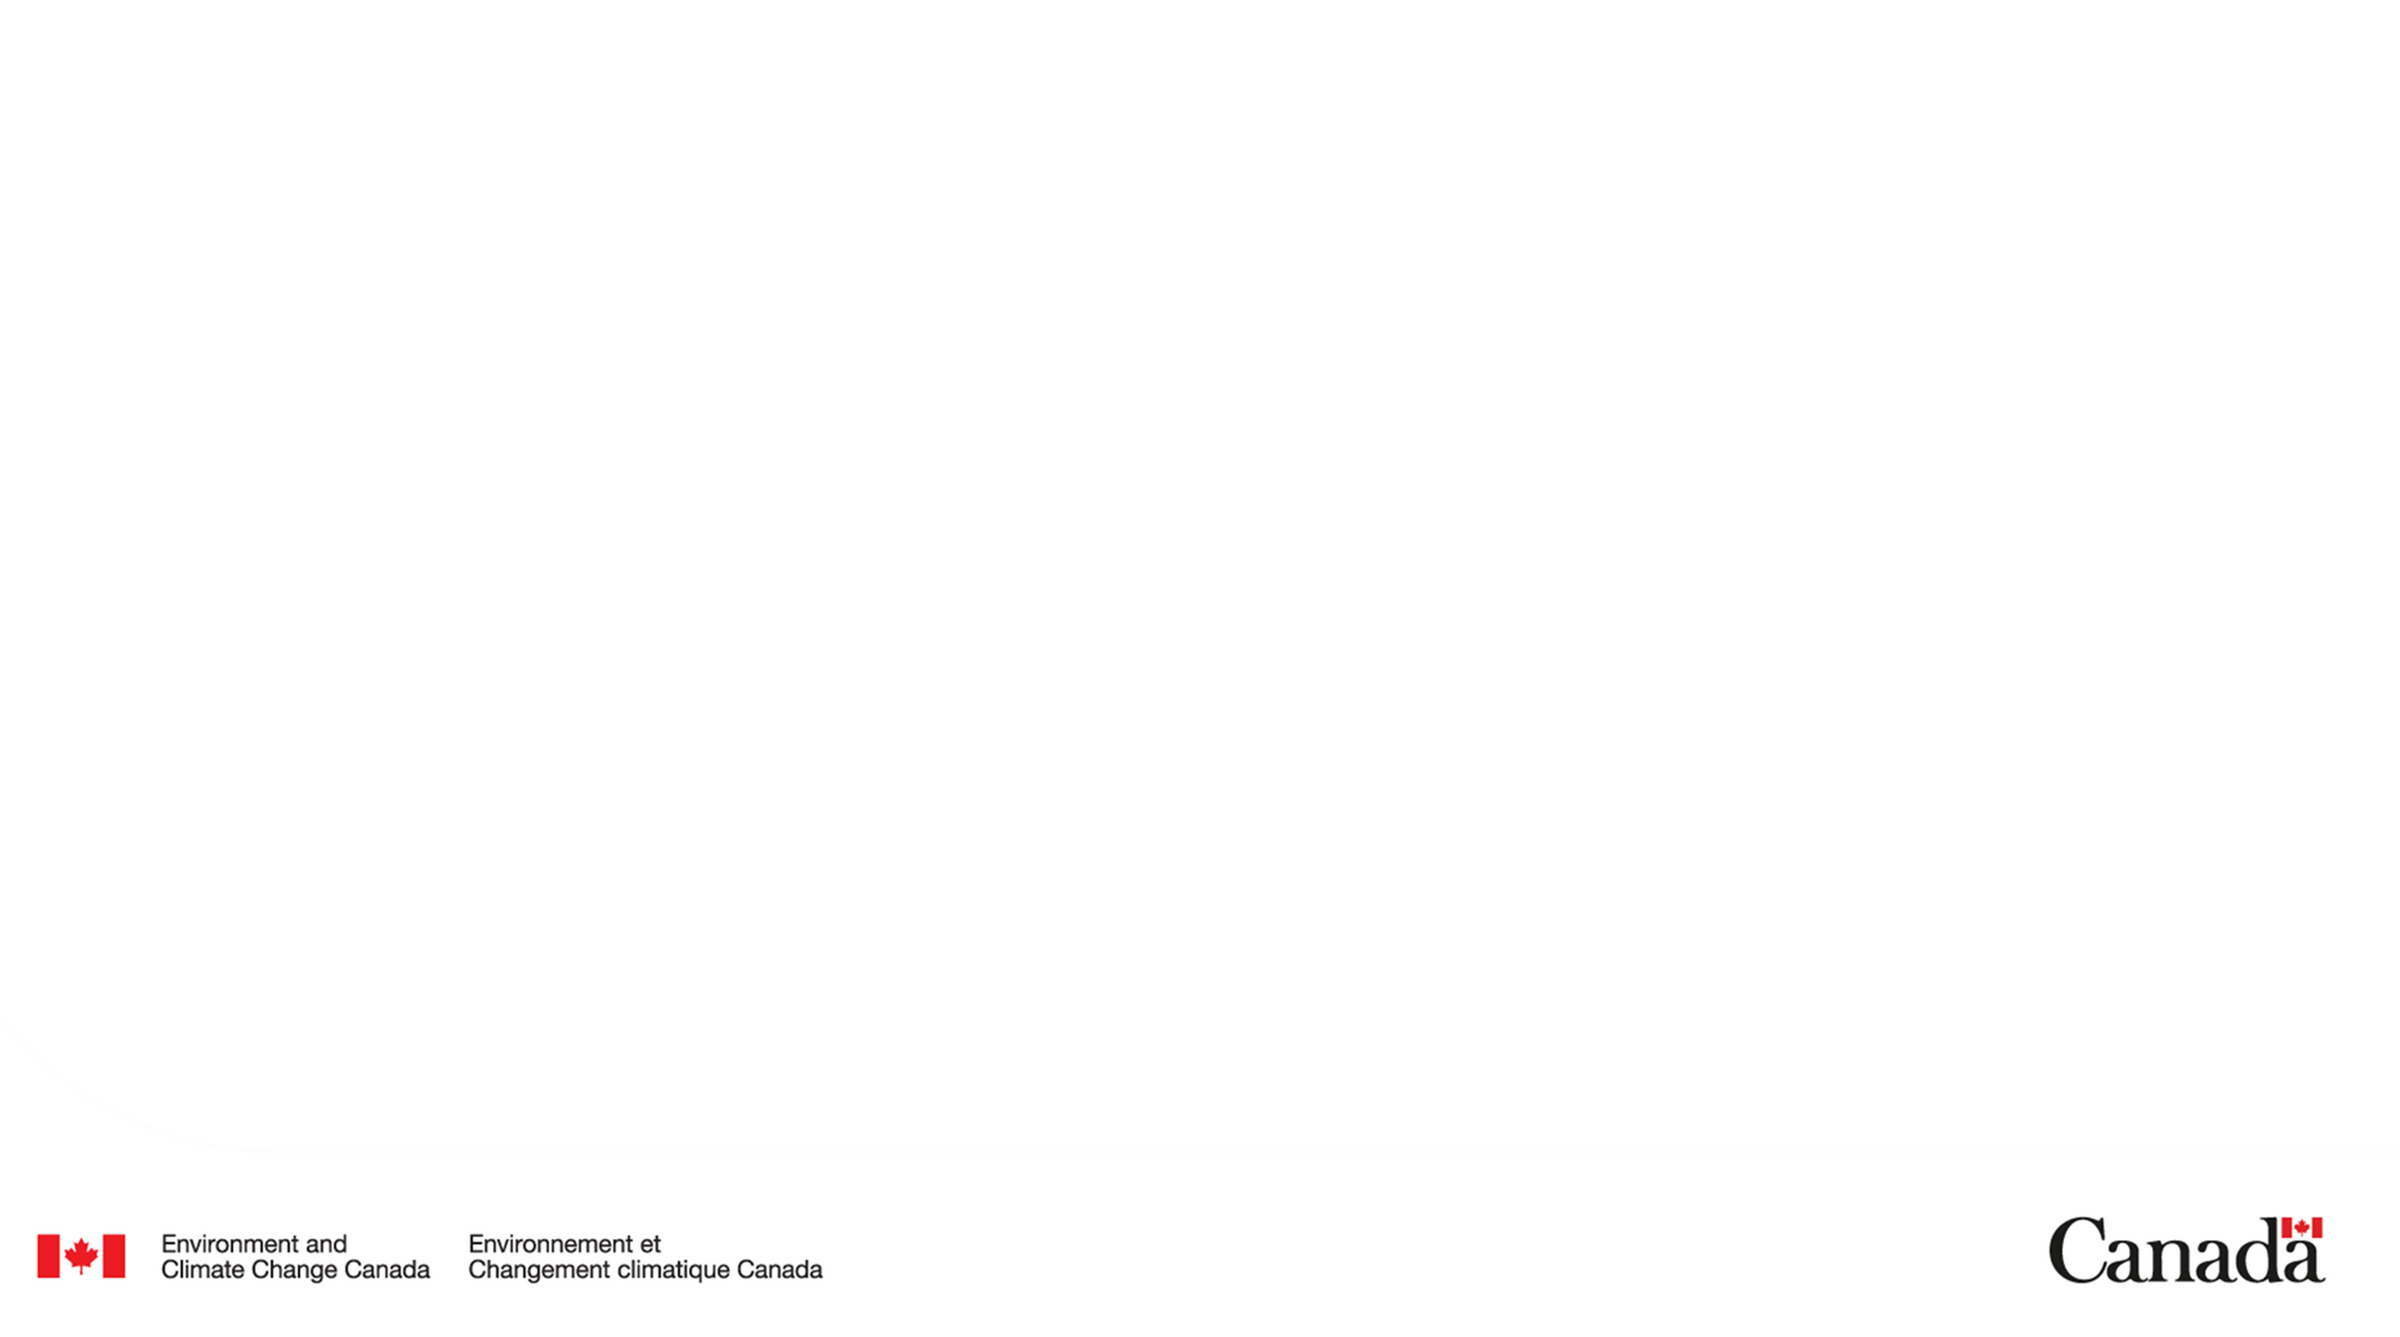 Environment and
Climate Change Canada
Environnement et
Changement climatique Canada
Canada